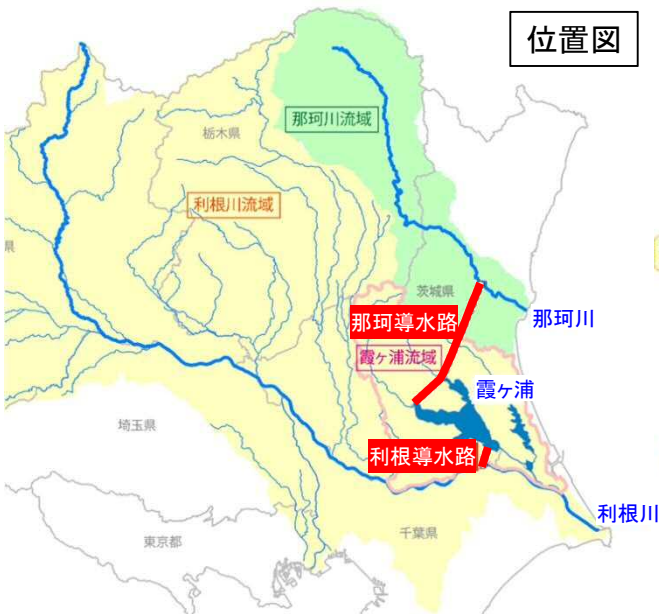 位置図
那珂川流域
栃木県
利根川流域
県
茨城県
那珂導水路
那珂川
霞ヶ浦流域
霞ヶ浦
埼玉県
利根導水路
利根川
千葉県
東京都